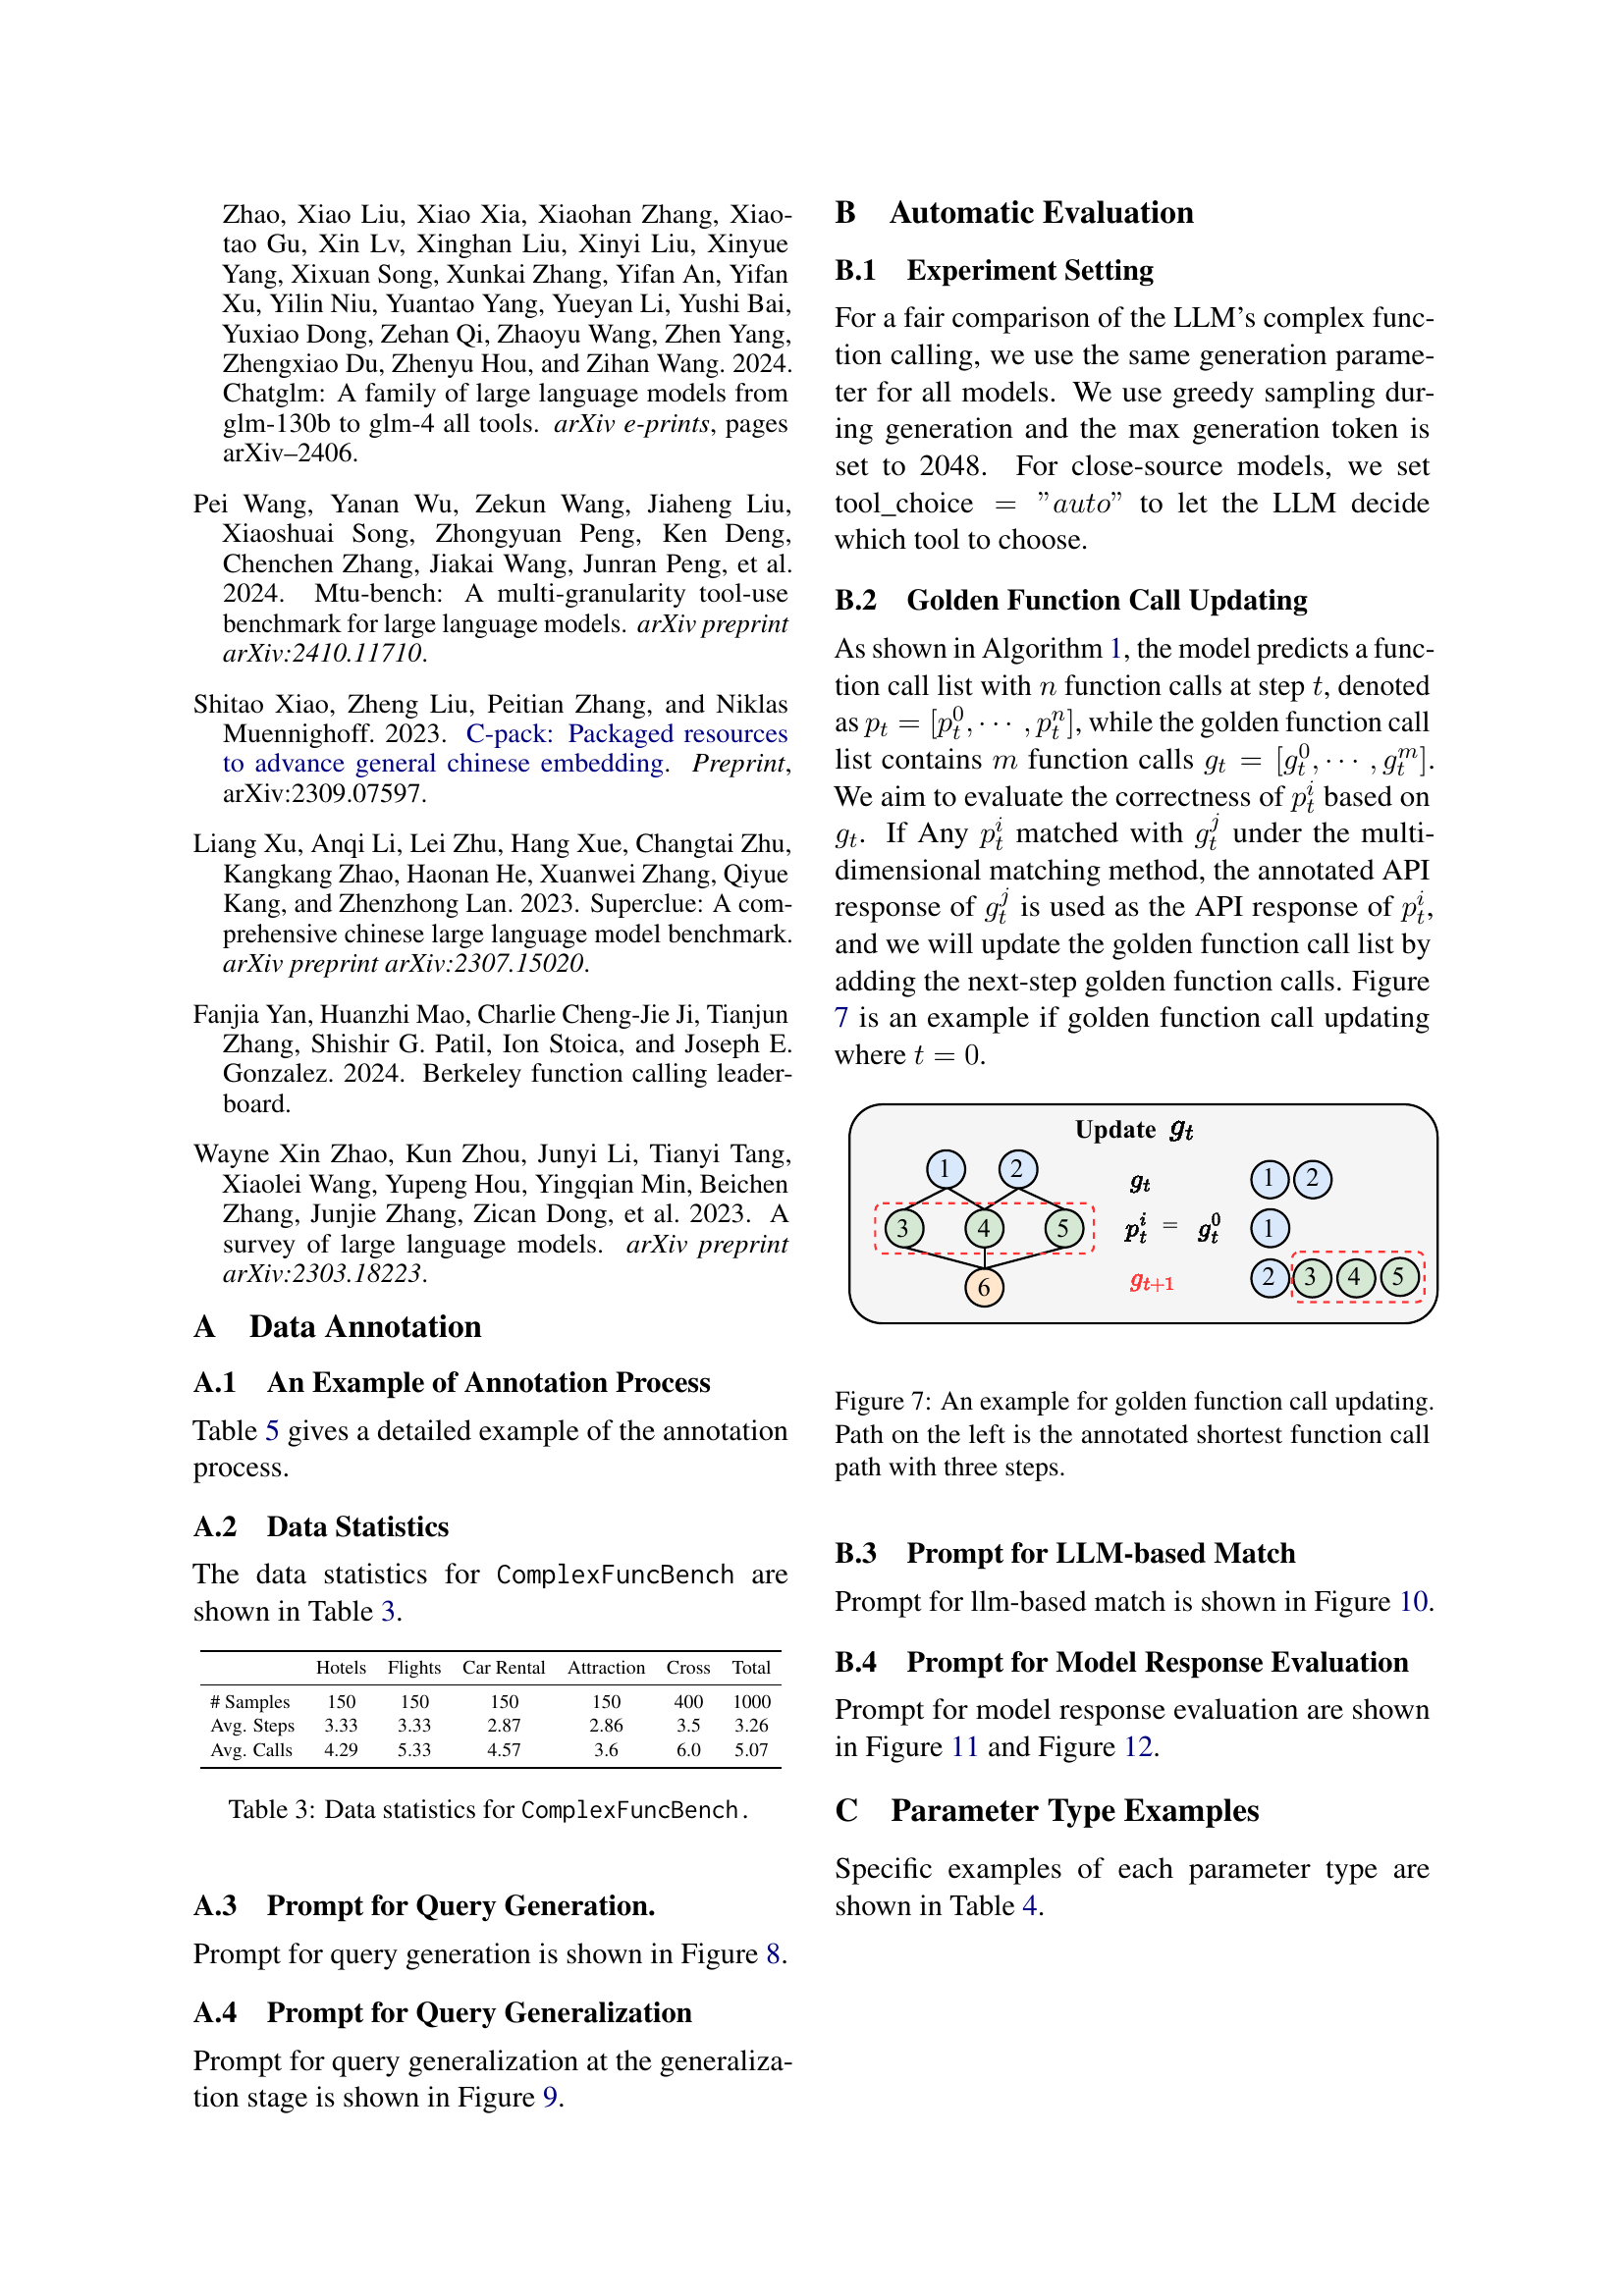 Zhao, Xiao Liu, Xiao Xia, Xiaohan Zhang, Xiao-
tao Gu, Xin Lv, Xinghan Liu, Xinyi Liu, Xinyue
Yang, Xixuan Song, Xunkai Zhang, Yifan An, Yifan
Xu, Yilin Niu, Yuantao Yang, Yueyan Li, Yushi Bai,
Yuxiao Dong, Zehan Qi, Zhaoyu Wang, Zhen Yang,
Zhengxiao Du, Zhenyu Hou, and Zihan Wang. 2024.
Chatglm: A family of large language models from
glm-130b to glm-4 all tools. arXiv e-prints, pages
arXiv–2406.
Pei Wang, Yanan Wu, Zekun Wang, Jiaheng Liu,
Xiaoshuai Song, Zhongyuan Peng, Ken Deng,
Chenchen Zhang, Jiakai Wang, Junran Peng, et al.
2024. Mtu-bench: A multi-granularity tool-use
benchmark for large language models. arXiv preprint
arXiv:2410.11710.
Shitao Xiao, Zheng Liu, Peitian Zhang, and Niklas
Muennighoff. 2023. C-pack: Packaged resources
to advance general chinese embedding. Preprint,
arXiv:2309.07597.
Liang Xu, Anqi Li, Lei Zhu, Hang Xue, Changtai Zhu,
Kangkang Zhao, Haonan He, Xuanwei Zhang, Qiyue
Kang, and Zhenzhong Lan. 2023. Superclue: A com-
prehensive chinese large language model benchmark.
arXiv preprint arXiv:2307.15020.
Fanjia Yan, Huanzhi Mao, Charlie Cheng-Jie Ji, Tianjun
Zhang, Shishir G. Patil, Ion Stoica, and Joseph E.
Gonzalez. 2024. Berkeley function calling leader-
board.
Wayne Xin Zhao, Kun Zhou, Junyi Li, Tianyi Tang,
Xiaolei Wang, Yupeng Hou, Yingqian Min, Beichen
Zhang, Junjie Zhang, Zican Dong, et al. 2023. A
survey of large language models. arXiv preprint
arXiv:2303.18223.
A Data Annotation
A.1 An Example of Annotation Process
Table 5 gives a detailed example of the annotation
process.
A.2 Data Statistics
The data statistics for ComplexFuncBench are
shown in Table 3.
Hotels Flights Car Rental Attraction Cross Total
# Samples 150 150 150 150 400 1000
Avg. Steps 3.33 3.33 2.87 2.86 3.5 3.26
Avg. Calls 4.29 5.33 4.57 3.6 6.0 5.07
Table 3: Data statistics for ComplexFuncBench.
A.3 Prompt for Query Generation.
Prompt for query generation is shown in Figure 8.
A.4 Prompt for Query Generalization
Prompt for query generalization at the generaliza-
tion stage is shown in Figure 9.
B Automatic Evaluation
B.1 Experiment Setting
For a fair comparison of the LLM's complex func-
tion calling, we use the same generation parame-
ter for all models. We use greedy sampling dur-
ing generation and the max generation token is
set to 2048. For close-source models, we set
tool_choice = ”auto” to let the LLM decide
which tool to choose.
B.2 Golden Function Call Updating
As shown in Algorithm 1, the model predicts a func-
tion call list with n function calls at step t, denoted
as $p_t = [p_t^0, \cdots, p_t^n]$, while the golden function call
list contains m function calls $g_t = [g_t^0, \cdots, g_t^m]$.
We aim to evaluate the correctness of $p_t^i$ based on
$g_t$. If Any $p_t^i$ matched with $g_t^j$ under the multi-
dimensional matching method, the annotated API
response of $g_t^j$ is used as the API response of $p_t^i$,
and we will update the golden function call list by
adding the next-step golden function calls. Figure
7 is an example if golden function call updating
where t = 0.
Update $g_t$
1 2 $g_t$ 1 2
3 4 5 $p_t^i = g_t^0$ 1
6 $g_{t+1}$ 2 3 4 5
Figure 7: An example for golden function call updating.
Path on the left is the annotated shortest function call
path with three steps.
B.3 Prompt for LLM-based Match
Prompt for llm-based match is shown in Figure 10.
B.4 Prompt for Model Response Evaluation
Prompt for model response evaluation are shown
in Figure 11 and Figure 12.
C Parameter Type Examples
Specific examples of each parameter type are
shown in Table 4.